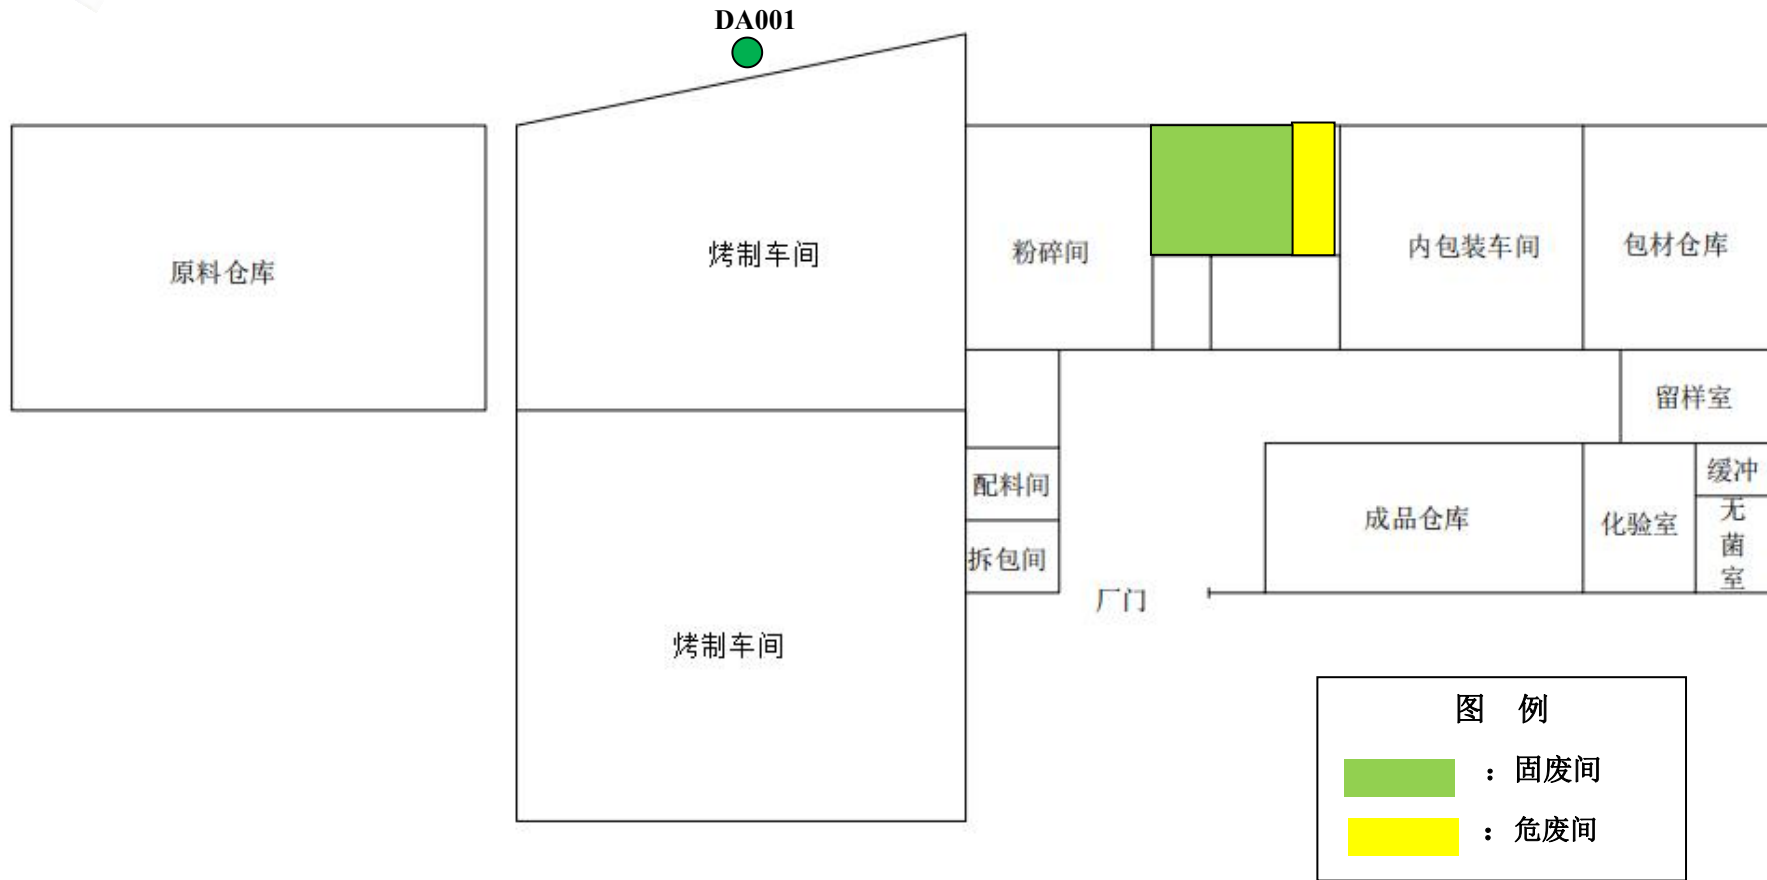 DA001
原料仓库
烤制车间
粉碎间
内包装车间
包材仓库
留样室
配料间
拆包间
成品仓库
化验室
缓冲
无
菌
室
厂门
烤制车间
图 例
：固废间
：危废间